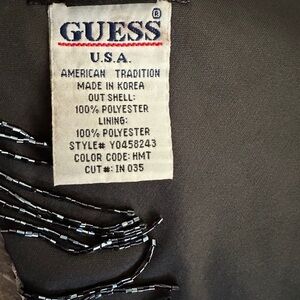 GUESS®
U.S.A.
AMERICAN TRADITION
MADE IN KOREA
OUT SHELL:
100% POLYESTER
LINING:
100% POLYESTER
STYLE# Y0458243
COLOR CODE: HMT
CUT#: IN 035